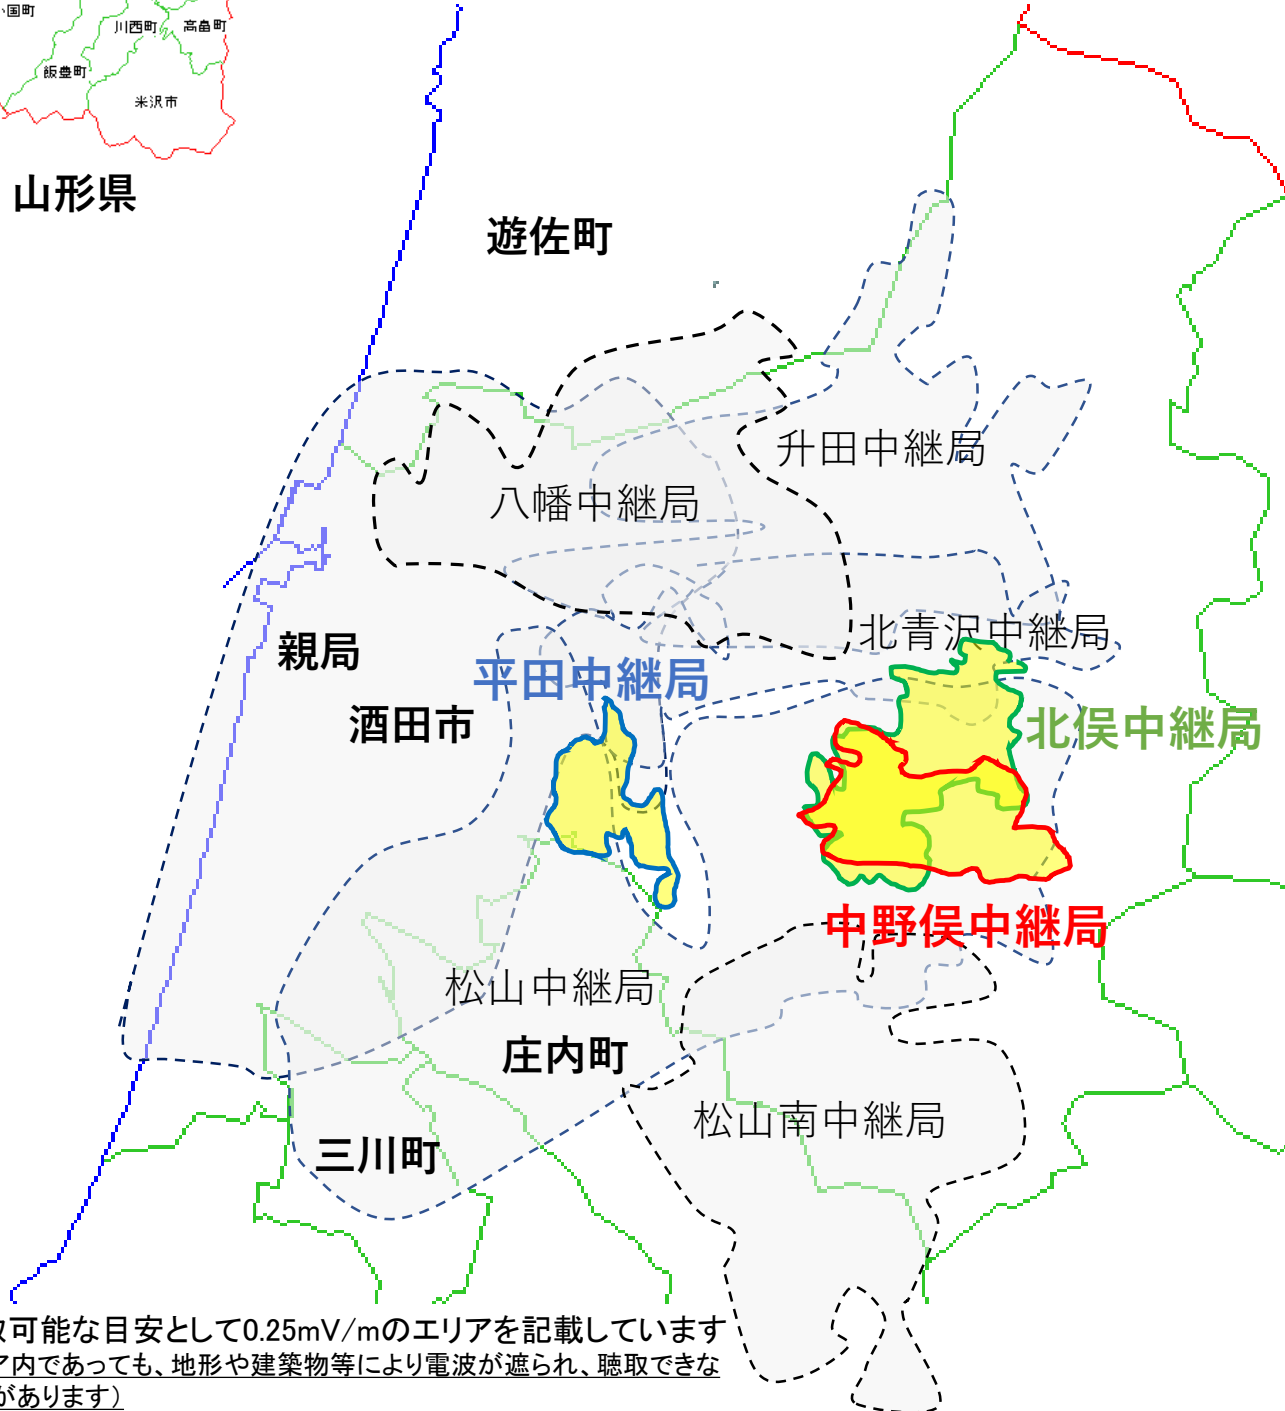 国町
川西町
高畠町
飯豊町
米沢市
山形県
遊佐町
升田中継局
八幡中継局
北青沢中継局
親局
平田中継局
酒田市
北俣中継局
中野俣中継局
松山中継局
庄内町
松山南中継局
三川町
可能な目安として0.25mV/mのエリアを記載しています
ア内であっても、地形や建築物等により電波が遮られ、聴取できな
があります）